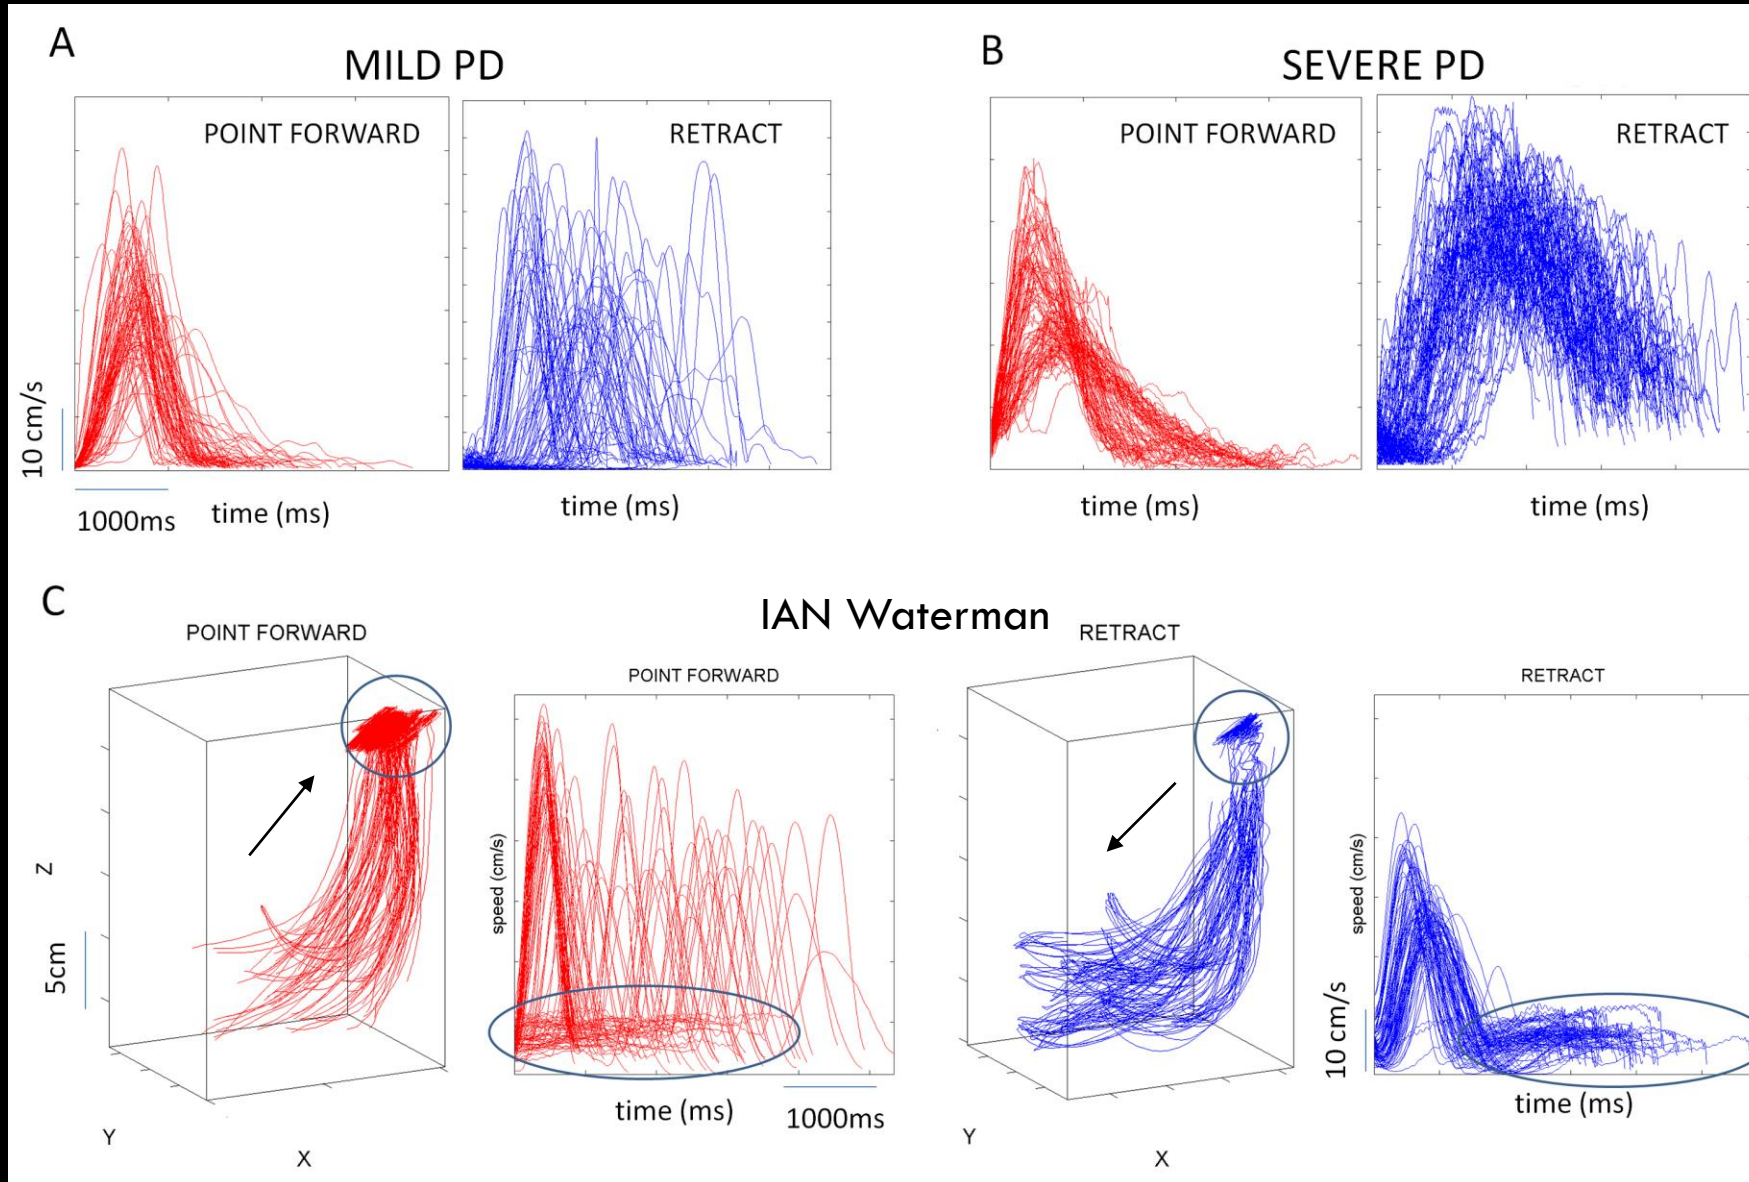 A
MILD PD
B
SEVERE PD
POINT FORWARD
RETRACT
POINT FORWARD
RETRACT
10 cm/s
1000ms
time (ms)
time (ms)
time (ms)
time (ms)
C
IAN Waterman
POINT FORWARD
POINT FORWARD
RETRACT
RETRACT
Z
5cm
Y
X
speed (cm/s)
time (ms)
1000ms
Y
X
speed (cm/s)
10 cm/s
time (ms)